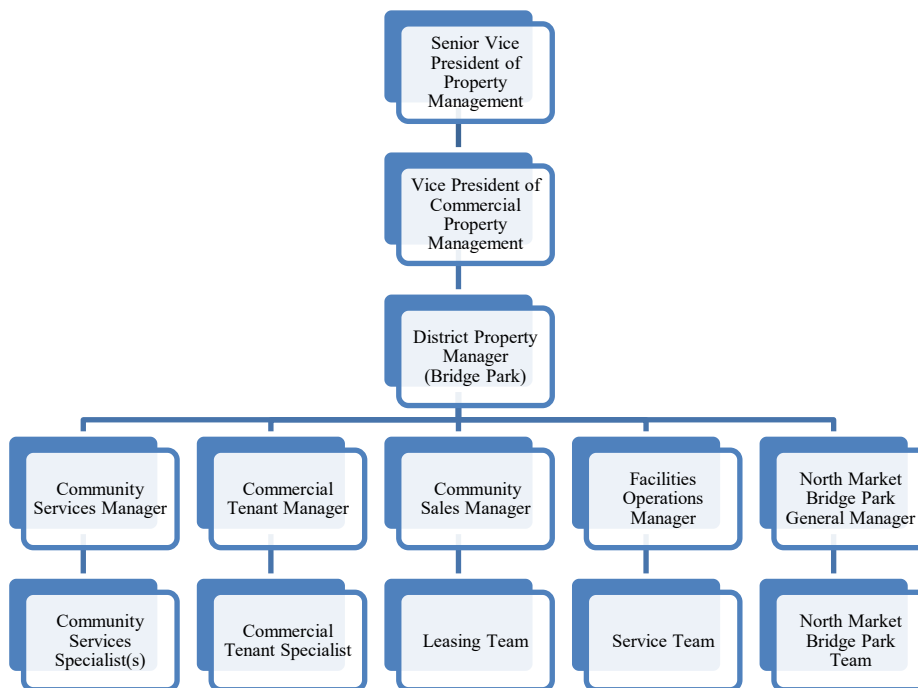 Senior Vice
President of
Property
Management
Vice President of
Commercial
Property
Management
District Property
Manager
(Bridge Park)
Community
Services Manager
Commercial
Tenant Manager
Community
Sales Manager
Facilities
Operations
Manager
North Market
Bridge Park
General Manager
Community
Services
Specialist(s)
Commercial
Tenant Specialist
Leasing Team
Service Team
North Market
Bridge Park
Team